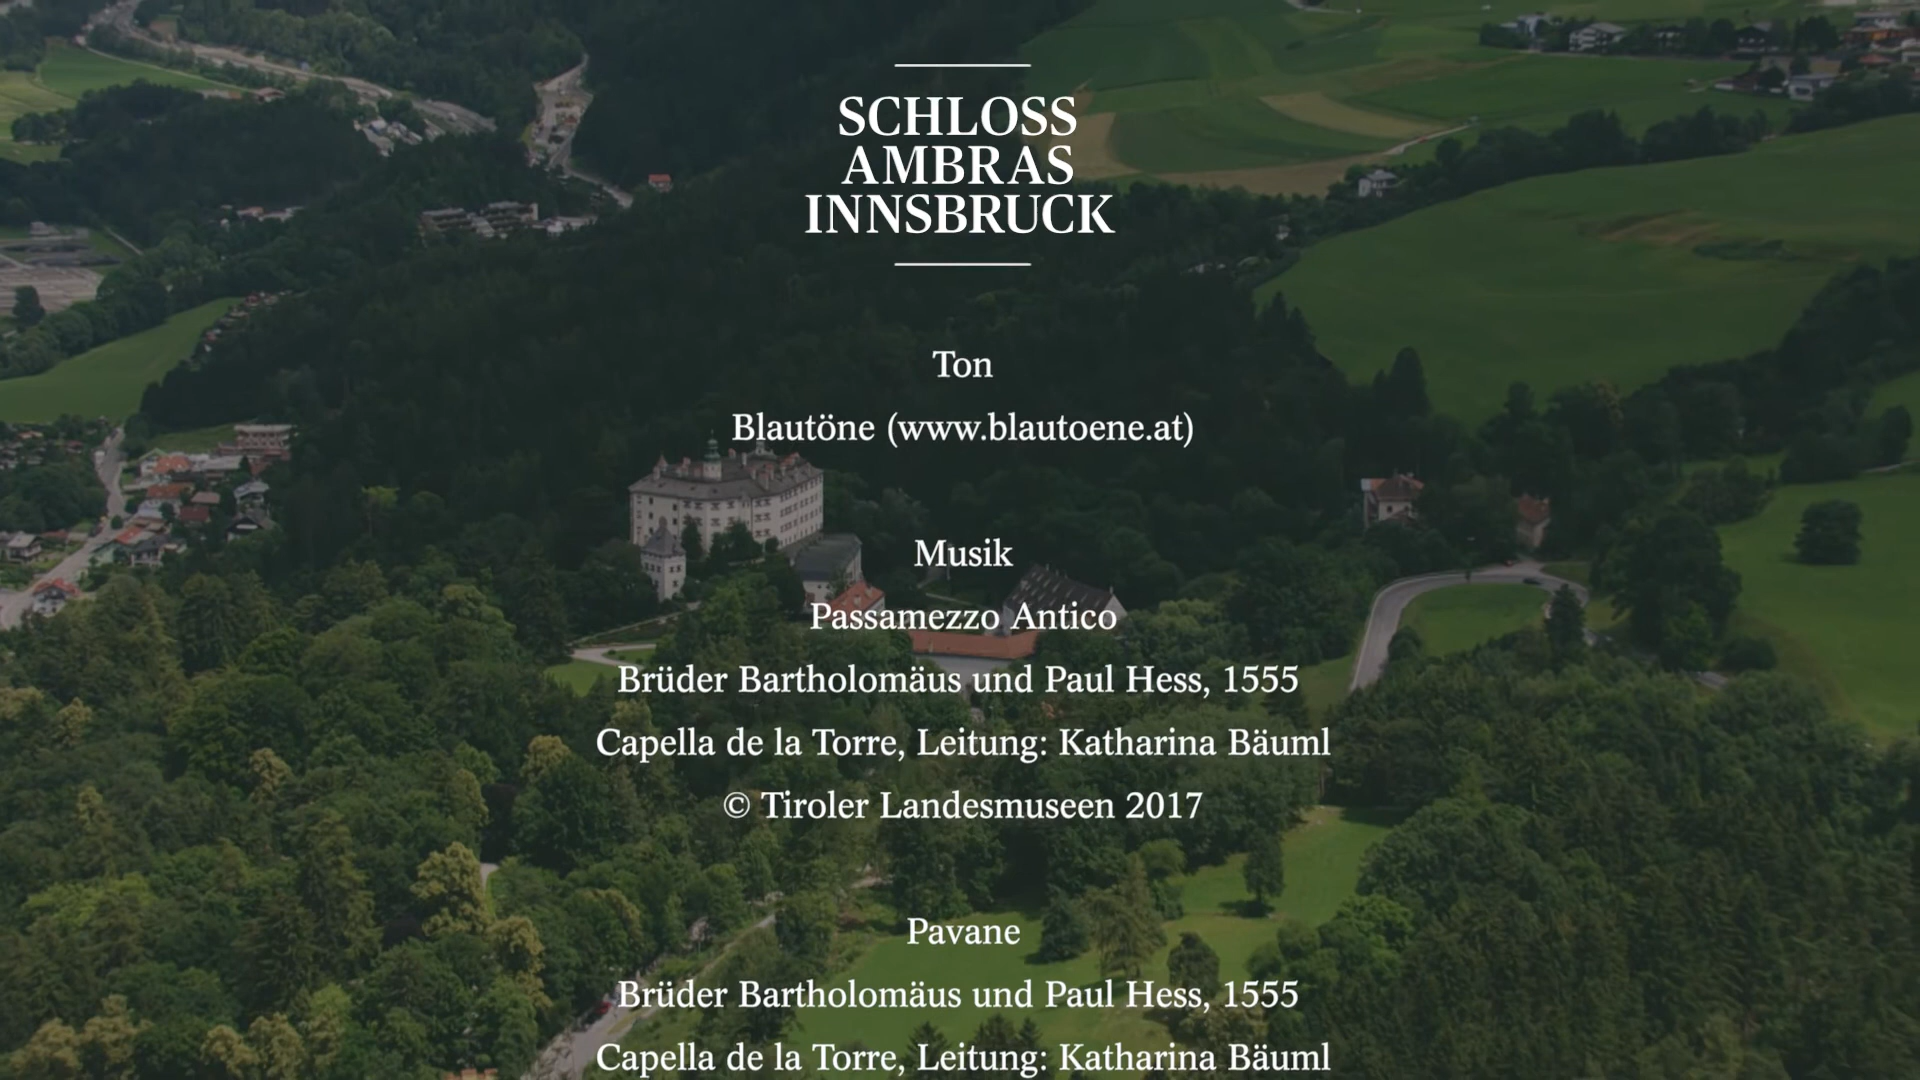 SCHLOSS
AMBRAS
INNSBRUCK
Ton
Blautöne (www.blautoene.at)
Musik
Passamezzo Antico
Brüder Bartholomäus und Paul Hess, 1555
Capella de la Torre, Leitung: Katharina Bäuml
© Tiroler Landesmuseen 2017
Pavane
Brüder Bartholomäus und Paul Hess, 1555
Capella de la Torre, Leitung: Katharina Bäuml